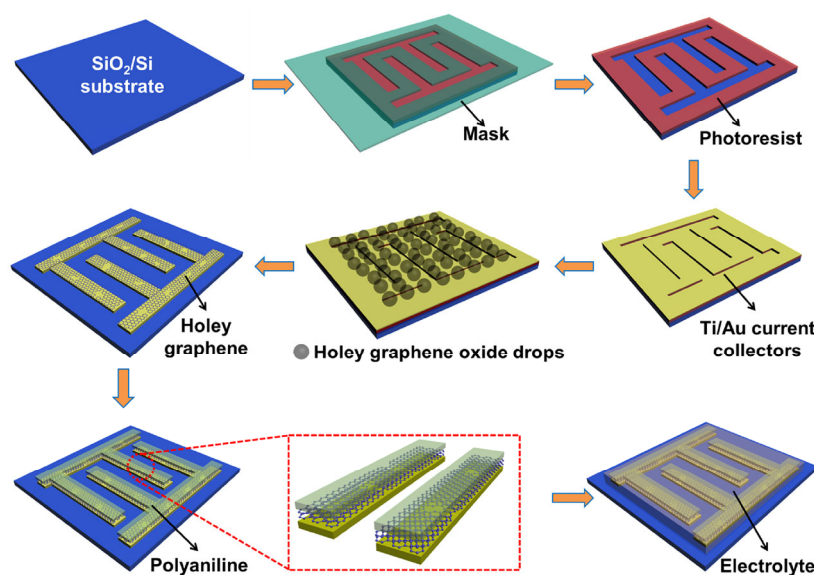 SiO₂/Si
substrate
Mask
Photoresist
Holey
graphene
Holey graphene oxide drops
Ti/Au current
collectors
Polyaniline
Electrolyte